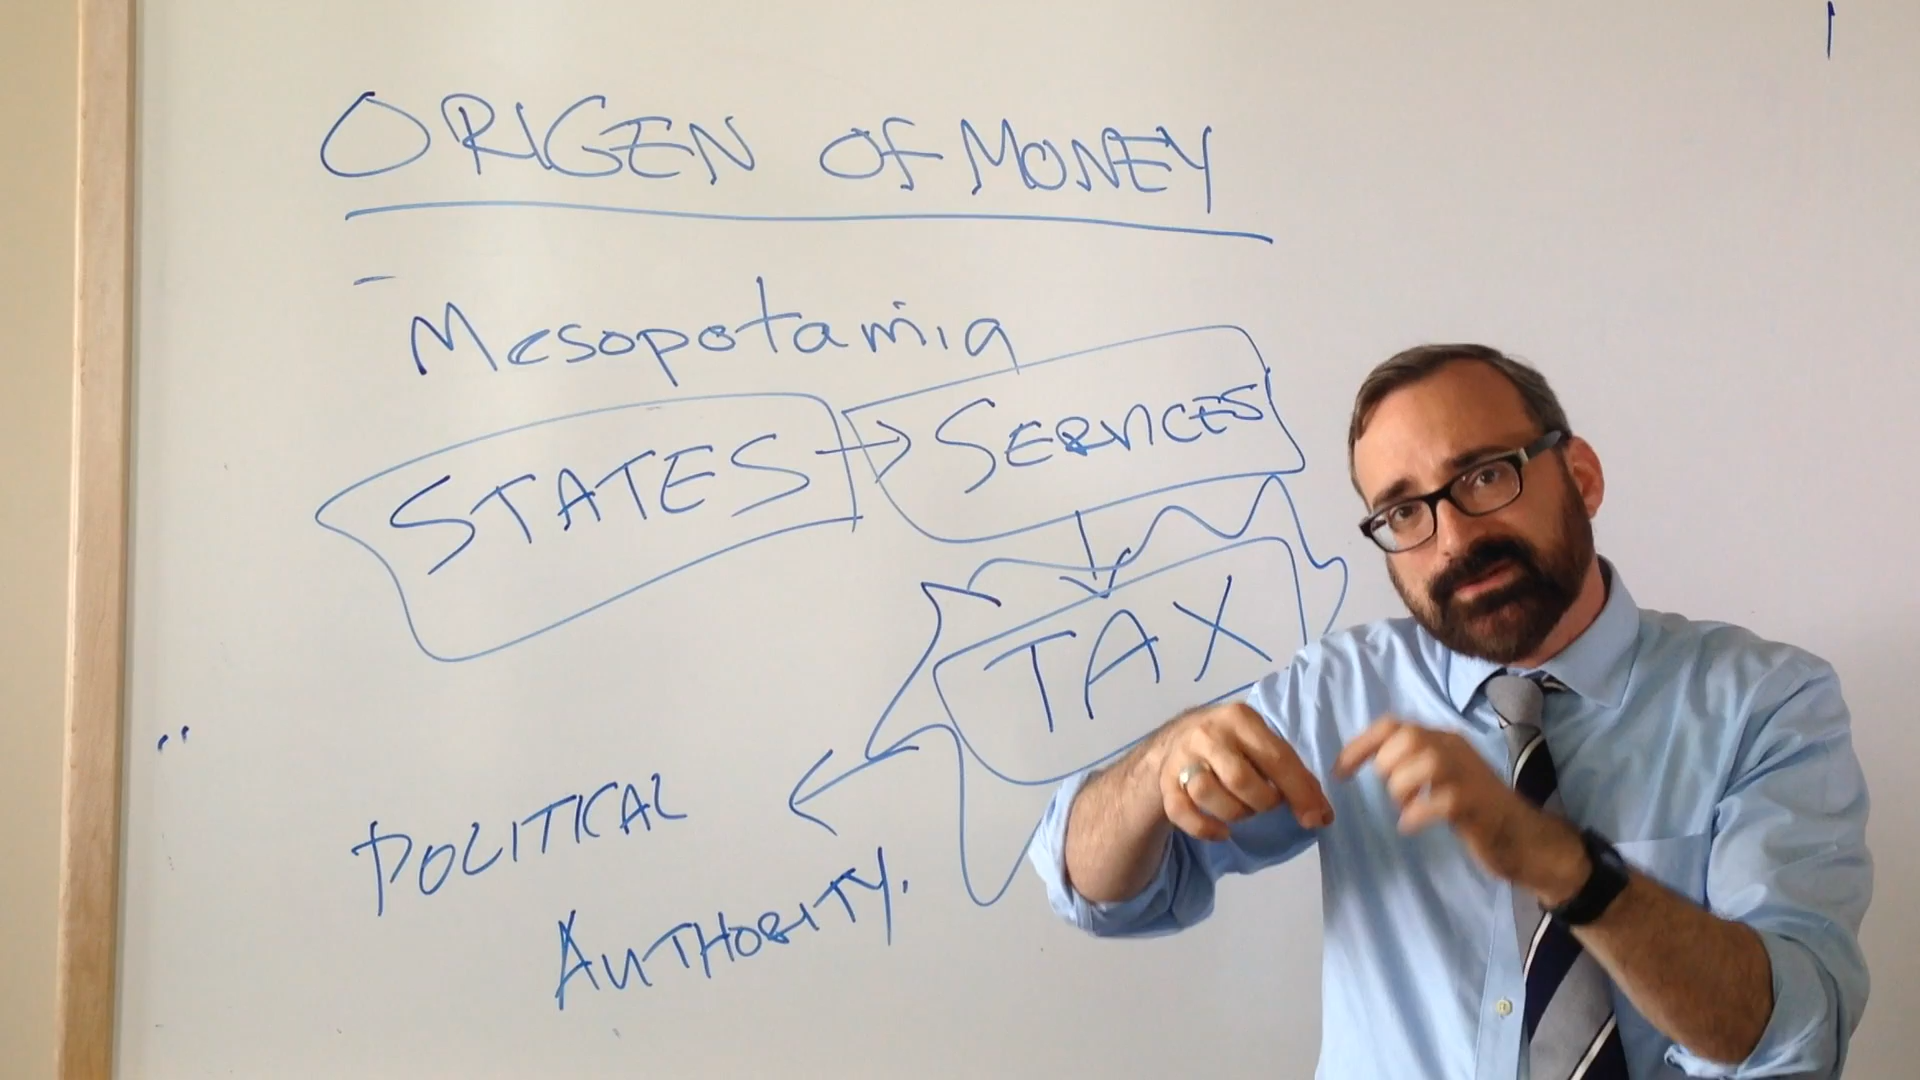 ORIGEN OF MONEY
- Mesopotamia
STATES → SERVICES
TAX
POLITICAL
AUTHORITY.